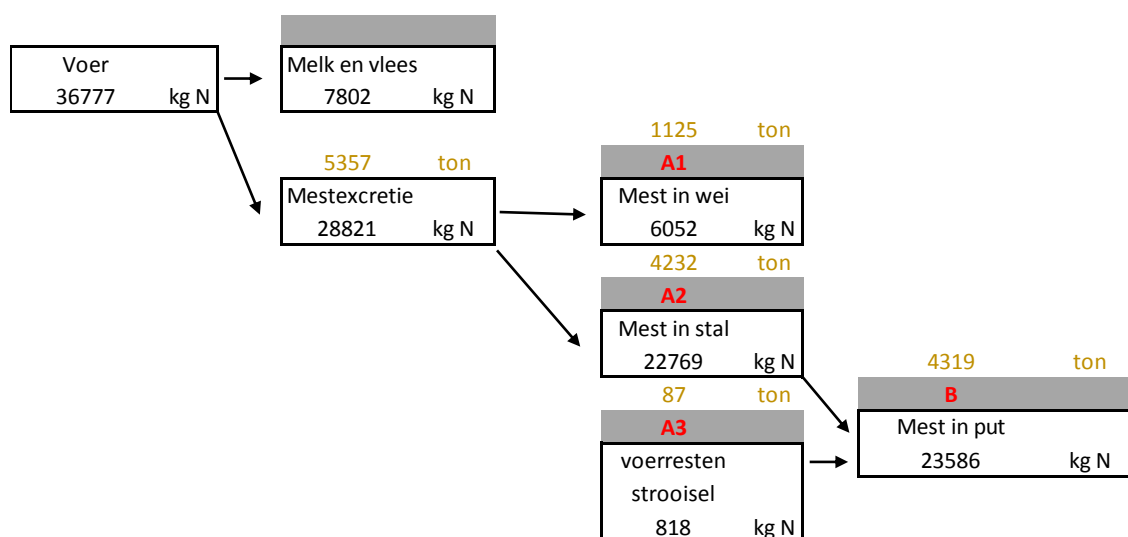 Voer
36777 kg N
Melk en vlees
7802 kg N
5357 ton
Mestexcretie
28821 kg N
1125 ton
A1
Mest in wei
6052 kg N
4232 ton
A2
Mest in stal
22769 kg N
87 ton
A3
voerresten
strooisel
818 kg N
4319 ton
B
Mest in put
23586 kg N